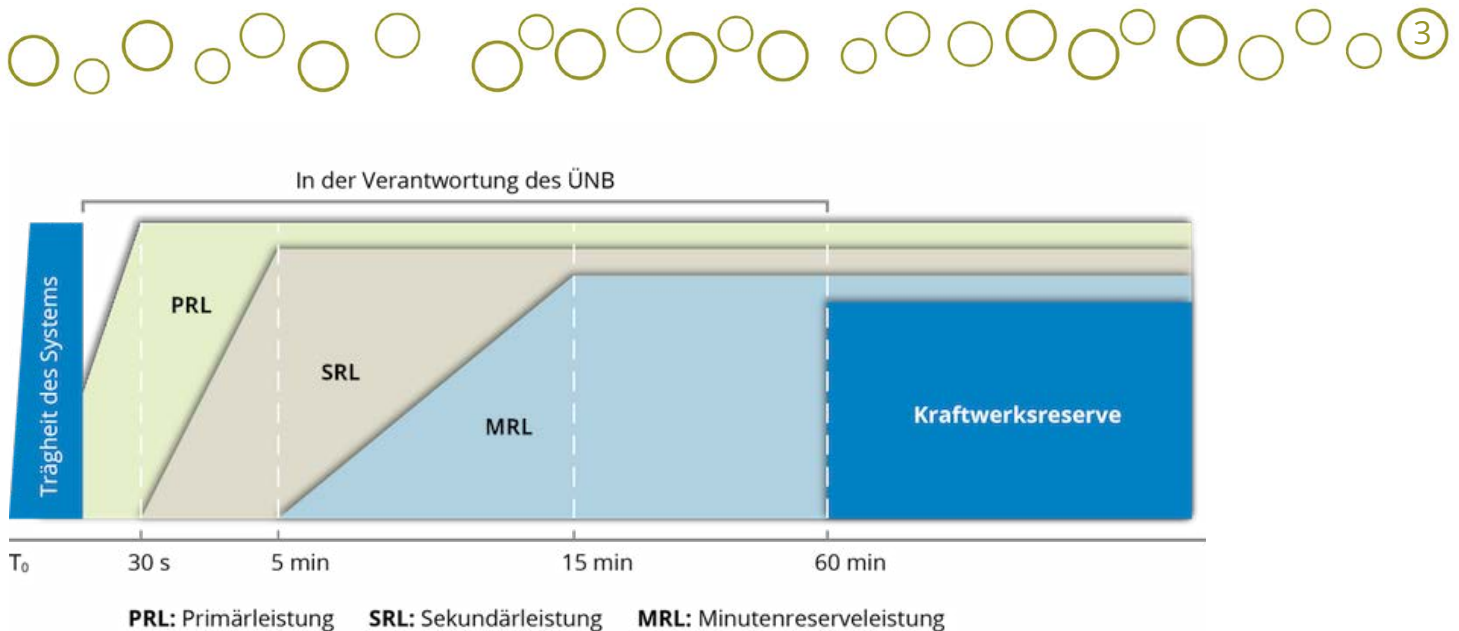 3
In der Verantwortung des ÜNB
Trägheit des Systems
PRL
SRL
MRL
Kraftwerksreserve
T₀ 30 s 5 min 15 min 60 min
PRL: Primärleistung SRL: Sekundärleistung MRL: Minutenreserveleistung